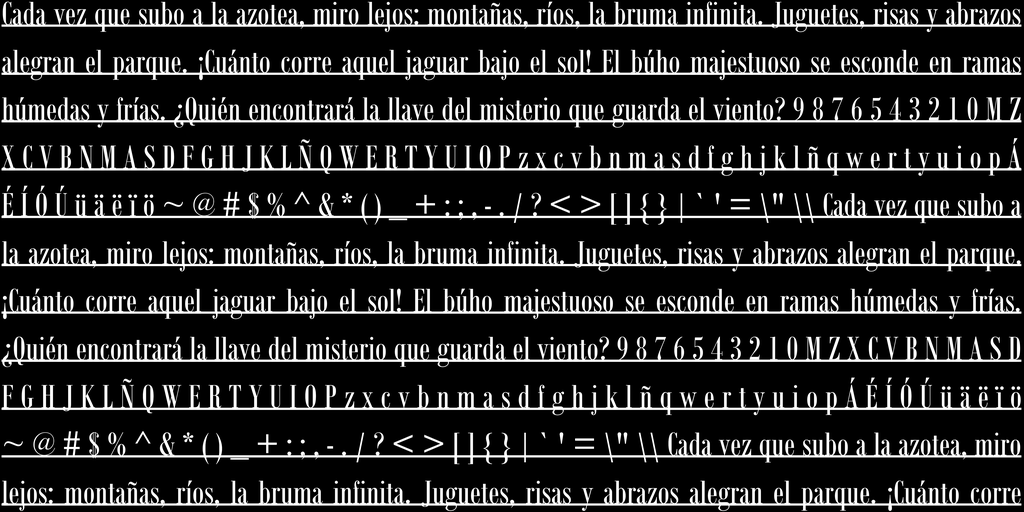 Cada vez que subo a la azotea, miro lejos: montañas, ríos, la bruma infinita. Juguetes, risas y abrazos
alegran el parque. ¡Cuánto corre aquel jaguar bajo el sol! El búho majestuoso se esconde en ramas
húmedas y frías. ¿Quién encontrará la llave del misterio que guarda el viento? 9 8 7 6 5 4 3 2 1 0 M Z
X C V B N M A S D F G H J K L Ñ Q W E R T Y U I O P z x c v b n m a s d f g h j k l ñ q w e r t y u i o p Á
É Í Ó Ú ü ä ë ï ö ~ @ # $ % ^ & * ( ) _ + : ; , - . / ? < > [ ] { } | ` ' = \" \\ Cada vez que subo a
la azotea, miro lejos: montañas, ríos, la bruma infinita. Juguetes, risas y abrazos alegran el parque.
¡Cuánto corre aquel jaguar bajo el sol! El búho majestuoso se esconde en ramas húmedas y frías.
¿Quién encontrará la llave del misterio que guarda el viento? 9 8 7 6 5 4 3 2 1 0 M Z X C V B N M A S D
F G H J K L Ñ Q W E R T Y U I O P z x c v b n m a s d f g h j k l ñ q w e r t y u i o p Á É Í Ó Ú ü ä ë ï ö
~ @ # $ % ^ & * ( ) _ + : ; , - . / ? < > [ ] { } | ` ' = \" \\ Cada vez que subo a la azotea, miro
lejos: montañas, ríos, la bruma infinita. Juguetes, risas y abrazos alegran el parque. ¡Cuánto corre